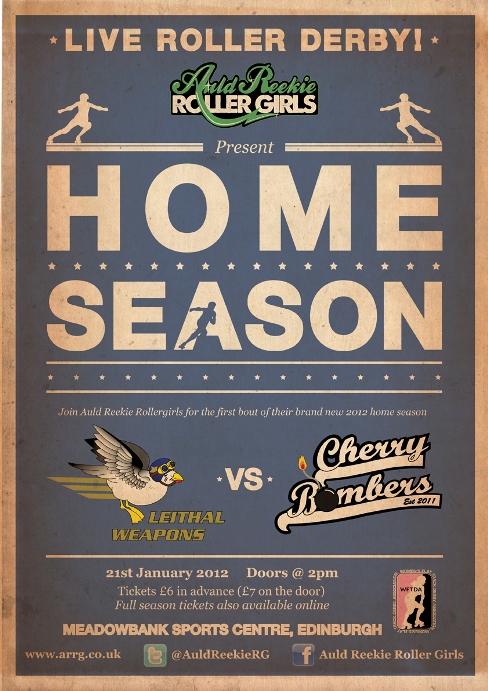 LIVE ROLLER DERBY!
Auld Reekie
ROLLER GIRLS
Present
HOME
SEASON
Join Auld Reekie Rollergirls for the first bout of their brand new 2012 home season
LEITHAL
WEAPONS
VS
Cherry
Bombers
Est 2011
21st January 2012 Doors @ 2pm
Tickets £6 in advance (£7 on the door)
Full season tickets also available online
WFTDA
MEADOWBANK SPORTS CENTRE, EDINBURGH
www.arrg.co.uk @AuldReekieRG f Auld Reekie Roller Girls